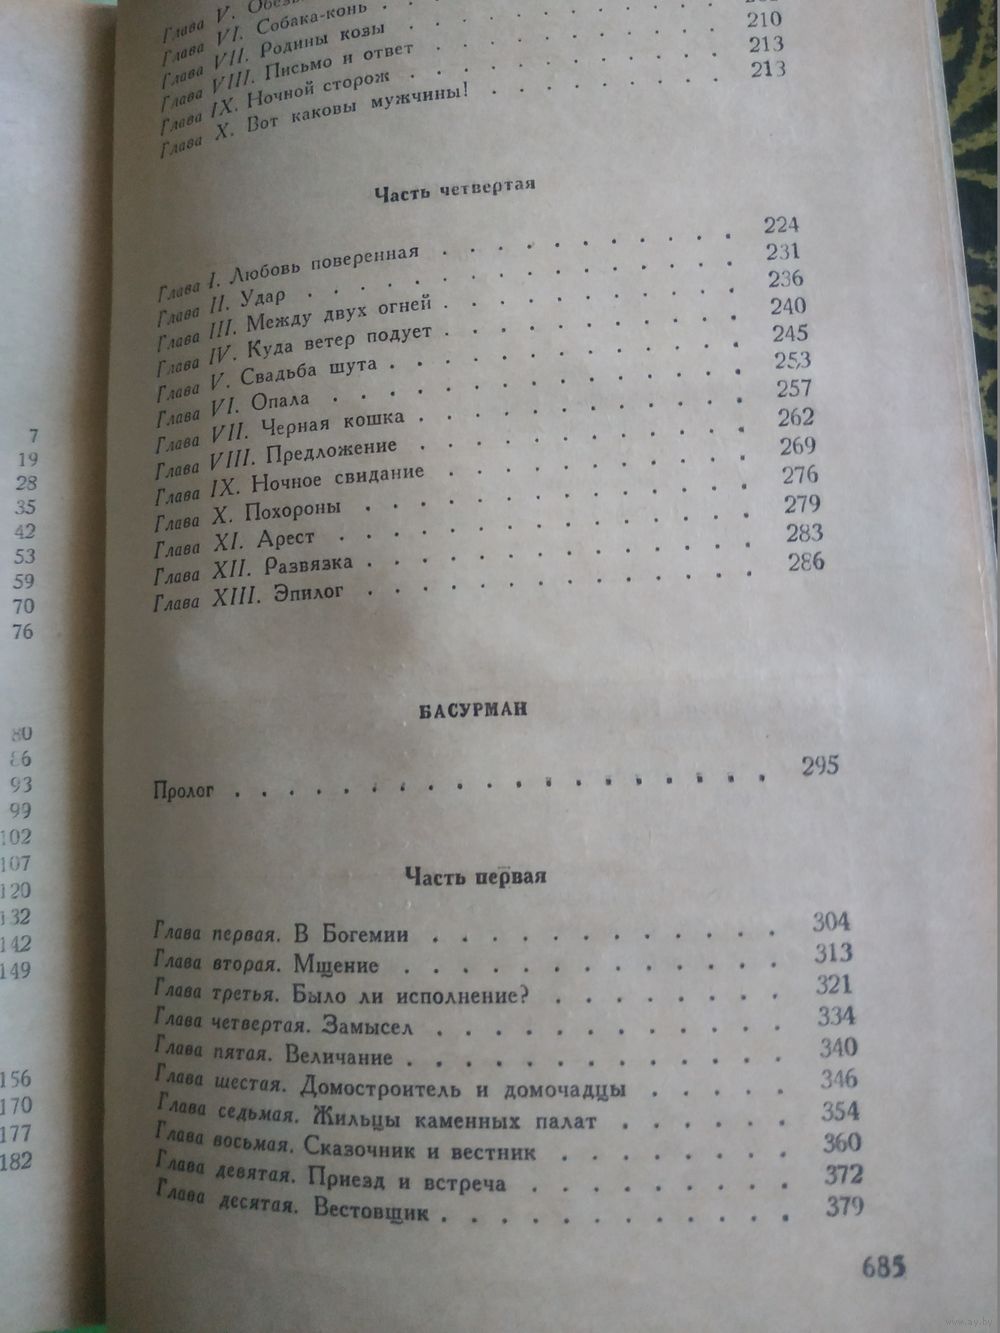 7
19
28
35
42
53
59
70
76
80
86
93
99
102
107
120
132
142
149
156
170
177
182
Глава V.
Глава VI. Собака-конь .
Глава VII. Родины козы . . . . . . . . . . 210
Глава VIII. Письмо и ответ . . . . . . . . . 213
Глава IX. Ночной сторож . . . . . . . . . 213
Глава X. Вот каковы мужчины! . . . . . . . .
Часть четвертая
Глава I. Любовь поверенная . . . . . . . . . . . 224
Глава II. Удар . . . . . . . . . . . . . . . 231
Глава III. Между двух огней . . . . . . . . . . . 236
Глава IV. Куда ветер подует . . . . . . . . . . . 240
Глава V. Свадьба шута . . . . . . . . . . . . . 245
Глава VI. Опала . . . . . . . . . . . . . . . 253
Глава VII. Черная кошка . . . . . . . . . . . . 257
Глава VIII. Предложение . . . . . . . . . . . . 262
Глава IX. Ночное свидание . . . . . . . . . . . 269
Глава X. Похороны . . . . . . . . . . . . . . 276
Глава XI. Арест . . . . . . . . . . . . . . . 279
Глава XII. Развязка . . . . . . . . . . . . . . 283
Глава XIII. Эпилог . . . . . . . . . . . . . . 286
БАСУРМАН
Пролог . . . . . . . . . . . . . . . . . . . . 295
Часть первая
Глава первая. В Богемии . . . . . . . . . . . . . 304
Глава вторая. Мщение . . . . . . . . . . . . . . 313
Глава третья. Было ли исполнение? . . . . . . . . 321
Глава четвертая. Замысел . . . . . . . . . . . . . 334
Глава пятая. Величание . . . . . . . . . . . . . . 340
Глава шестая. Домостроитель и домочадцы . . . . . 346
Глава седьмая. Жильцы каменных палат . . . . . . 354
Глава восьмая. Сказочник и вестник . . . . . . . . 360
Глава девятая. Приезд и встреча . . . . . . . . . 372
Глава десятая. Вестовщик . . . . . . . . . . . . 379
685
www.ay.by